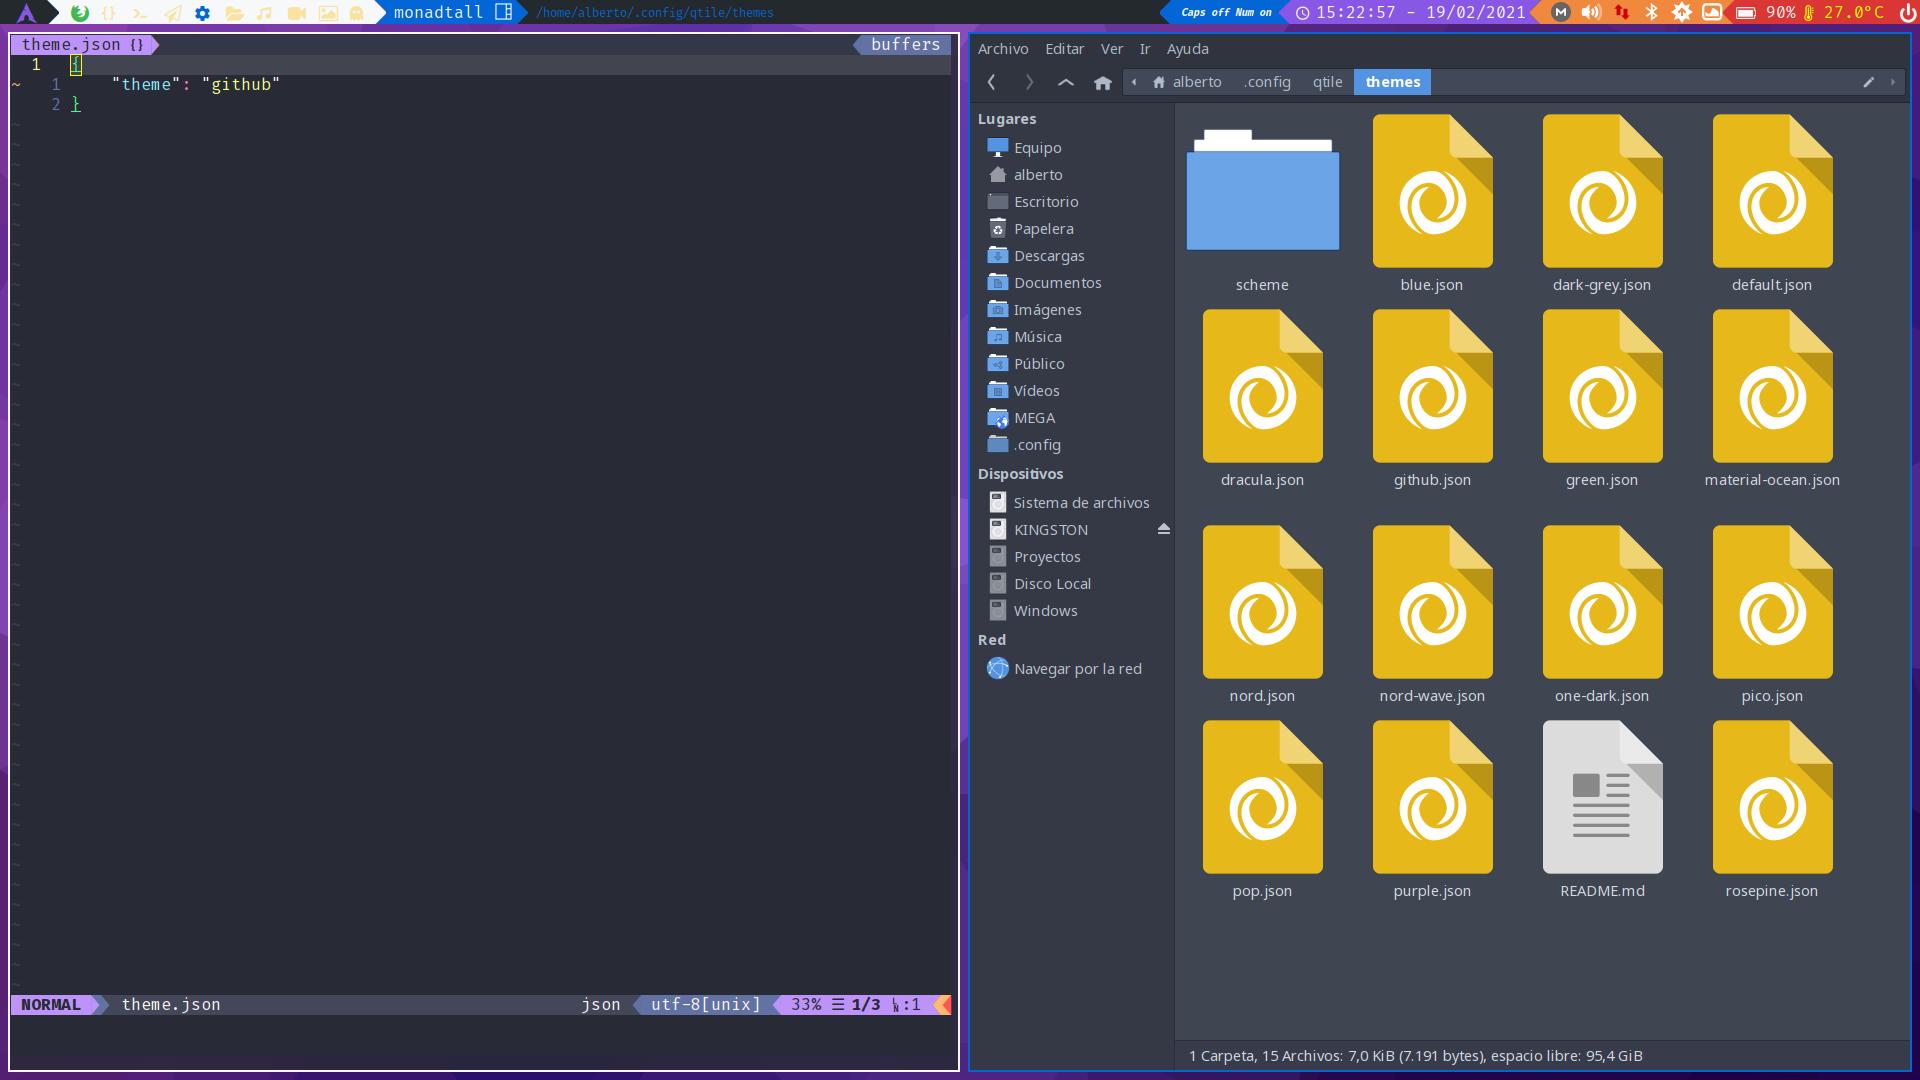 monadtall
/home/alberto/.config/qtile/themes
Caps off Num on
15:22:57 - 19/02/2021
90%
27.0°C
theme.json {}
buffers
1 {
~ 1 "theme": "github"
2 }
NORMAL theme.json
json utf-8[unix] 33% ☰ 1/3 :1
Archivo Editar Ver Ir Ayuda
alberto .config qtile themes
Lugares
Equipo
alberto
Escritorio
Papelera
Descargas
Documentos
Imágenes
Música
Público
Vídeos
MEGA
.config
Dispositivos
Sistema de archivos
KINGSTON
Proyectos
Disco Local
Windows
Red
Navegar por la red
scheme blue.json dark-grey.json default.json
dracula.json github.json green.json material-ocean.json
nord.json nord-wave.json one-dark.json pico.json
pop.json purple.json README.md rosepine.json
1 Carpeta, 15 Archivos: 7,0 KiB (7.191 bytes), espacio libre: 95,4 GiB